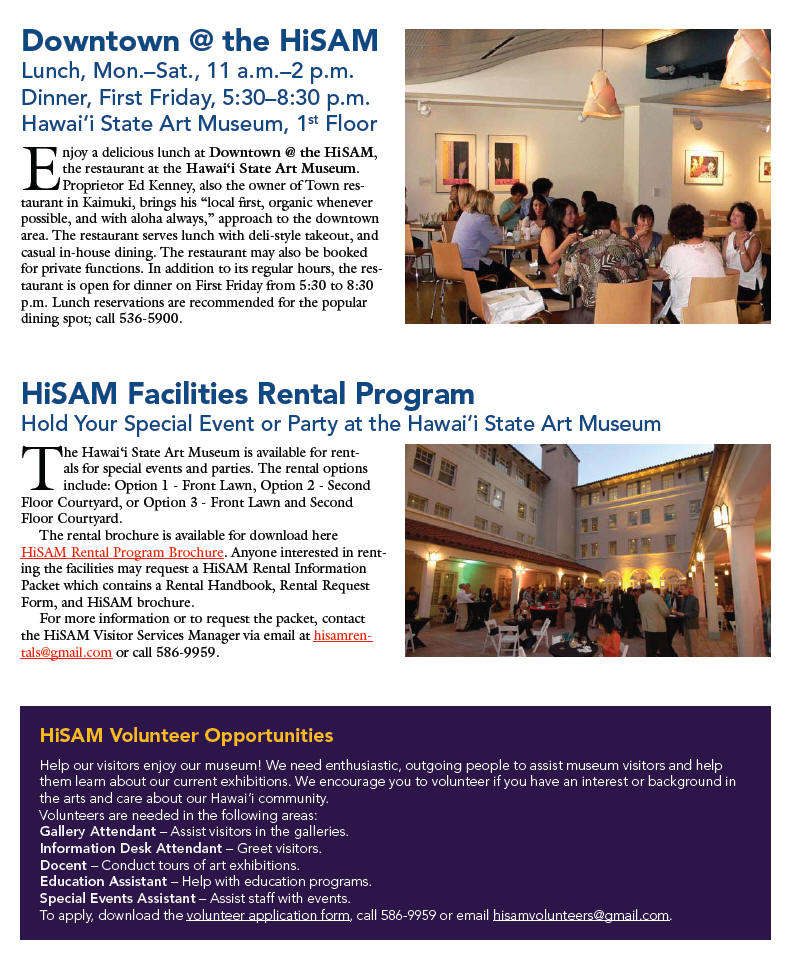 Downtown @ the HiSAM
Lunch, Mon.–Sat., 11 a.m.–2 p.m.
Dinner, First Friday, 5:30–8:30 p.m.
Hawai‘i State Art Museum, 1st Floor
Enjoy a delicious lunch at Downtown @ the HiSAM,
the restaurant at the Hawai‘i State Art Museum.
Proprietor Ed Kenney, also the owner of Town res-
taurant in Kaimuki, brings his “local first, organic whenever
possible, and with aloha always,” approach to the downtown
area. The restaurant serves lunch with deli-style takeout, and
casual in-house dining. The restaurant may also be booked
for private functions. In addition to its regular hours, the res-
taurant is open for dinner on First Friday from 5:30 to 8:30
p.m. Lunch reservations are recommended for the popular
dining spot; call 536-5900.
HiSAM Facilities Rental Program
Hold Your Special Event or Party at the Hawai‘i State Art Museum
The Hawai‘i State Art Museum is available for rent-
als for special events and parties. The rental options
include: Option 1 - Front Lawn, Option 2 - Second
Floor Courtyard, or Option 3 - Front Lawn and Second
Floor Courtyard.
The rental brochure is available for download here
HiSAM Rental Program Brochure. Anyone interested in rent-
ing the facilities may request a HiSAM Rental Information
Packet which contains a Rental Handbook, Rental Request
Form, and HiSAM brochure.
For more information or to request the packet, contact
the HiSAM Visitor Services Manager via email at hisamren-
tals@gmail.com or call 586-9959.
HiSAM Volunteer Opportunities
Help our visitors enjoy our museum! We need enthusiastic, outgoing people to assist museum visitors and help
them learn about our current exhibitions. We encourage you to volunteer if you have an interest or background in
the arts and care about our Hawai‘i community.
Volunteers are needed in the following areas:
Gallery Attendant – Assist visitors in the galleries.
Information Desk Attendant – Greet visitors.
Docent – Conduct tours of art exhibitions.
Education Assistant – Help with education programs.
Special Events Assistant – Assist staff with events.
To apply, download the volunteer application form, call 586-9959 or email hisamvolunteers@gmail.com.